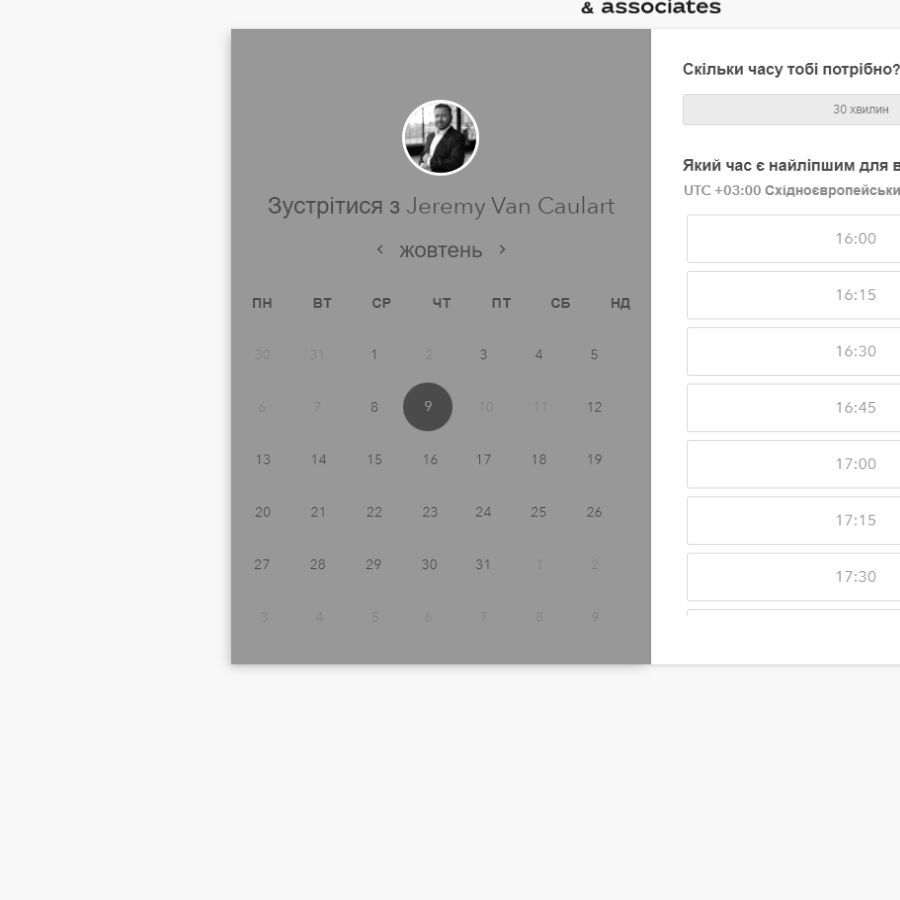 & associates
Зустрітися з Jeremy Van Caulart
жовтень
ПН ВТ СР ЧТ ПТ СБ НД
30 31 1 2 3 4 5
6 7 8 9 10 11 12
13 14 15 16 17 18 19
20 21 22 23 24 25 26
27 28 29 30 31 1 2
3 4 5 6 7 8 9
Скільки часу тобі потрібно?
30 хвилин
Який час є найліпшим для в
UTC +03:00 Східноєвропейськи
16:00
16:15
16:30
16:45
17:00
17:15
17:30